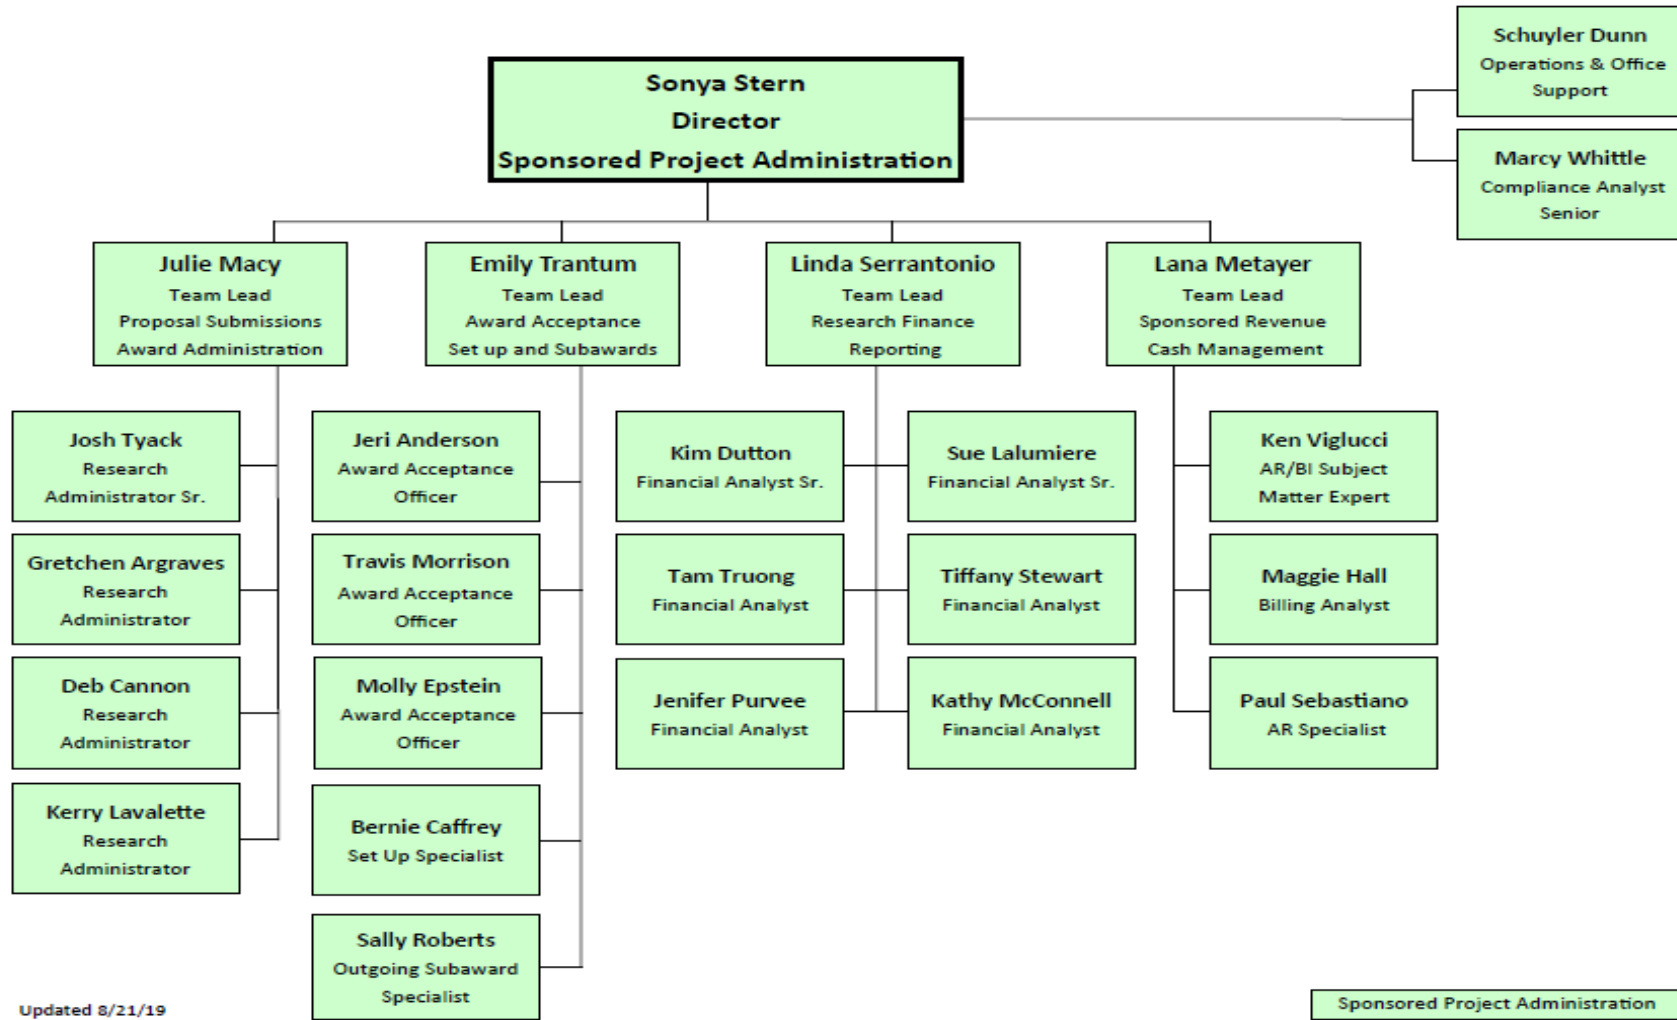 Schuyler Dunn
Operations & Office
Support
Sonya Stern
Director
Sponsored Project Administration
Marcy Whittle
Compliance Analyst
Senior
Julie Macy
Team Lead
Proposal Submissions
Award Administration
Emily Trantum
Team Lead
Award Acceptance
Set up and Subawards
Linda Serrantonio
Team Lead
Research Finance
Reporting
Lana Metayer
Team Lead
Sponsored Revenue
Cash Management
Josh Tyack
Research
Administrator Sr.
Jeri Anderson
Award Acceptance
Officer
Kim Dutton
Financial Analyst Sr.
Sue Lalumiere
Financial Analyst Sr.
Ken Viglucci
AR/BI Subject
Matter Expert
Gretchen Argraves
Research
Administrator
Travis Morrison
Award Acceptance
Officer
Tam Truong
Financial Analyst
Tiffany Stewart
Financial Analyst
Maggie Hall
Billing Analyst
Deb Cannon
Research
Administrator
Molly Epstein
Award Acceptance
Officer
Jenifer Purvee
Financial Analyst
Kathy McConnell
Financial Analyst
Paul Sebastiano
AR Specialist
Kerry Lavalette
Research
Administrator
Bernie Caffrey
Set Up Specialist
Sally Roberts
Outgoing Subaward
Specialist
Updated 8/21/19
Sponsored Project Administration